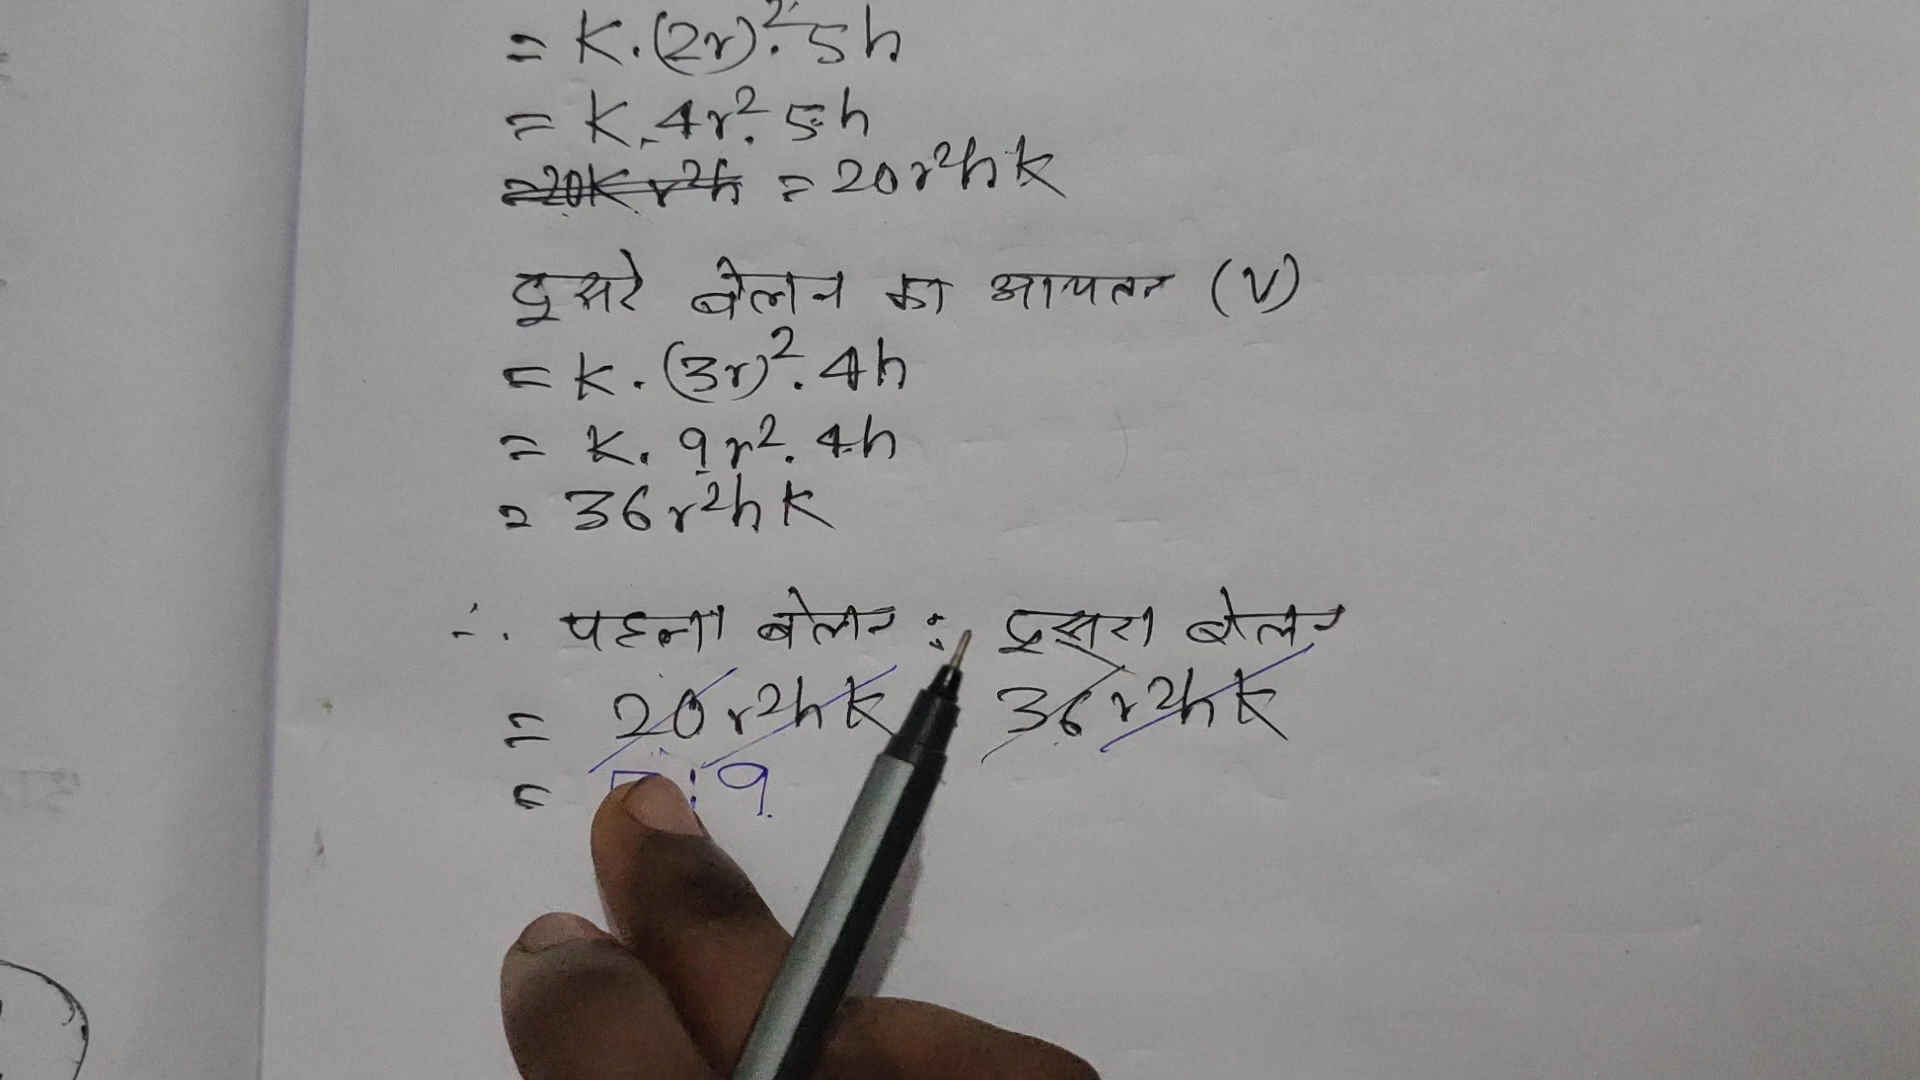 = K.(2r)².5h
= K.4r².5h
= 20K r²h = 20r²hK
दूसरे बेलन का आयतन (V)
= K.(3r)².4h
= K.9r².4h
= 36r²hK
∴ पहला बेलन : दूसरा बेलन
= 20r²hK 36r²hK
= : 9